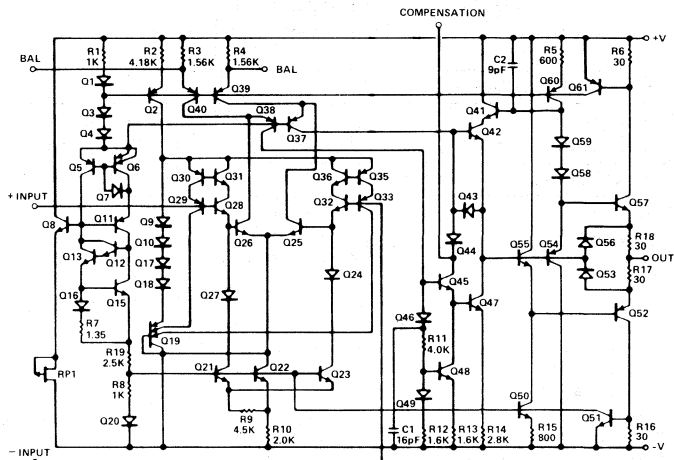 COMPENSATION
+V
R1
1K
R2
4.18K
R3
1.56K
R4
1.56K
C2
9pF
R5
600
R6
30
BAL
BAL
Q1
Q39
Q60
Q61
Q3
Q2
Q40
Q38
Q41
Q4
Q37
Q42
Q59
Q5
Q6
Q58
Q7
Q30
Q31
Q36
Q35
Q43
+INPUT
Q29
Q28
Q32
Q33
Q57
Q8
Q11
Q9
Q26
Q25
Q44
Q55
Q54
Q56
R18
30
Q10
OUT
Q13
Q12
Q17
Q24
Q45
Q53
R17
30
Q16
Q15
Q18
Q27
Q47
Q46
Q52
R7
1.35
Q19
R11
4.0K
R19
2.5K
RP1
Q21
Q22
Q23
Q48
R8
1K
Q49
Q50
Q51
Q20
R9
4.5K
R10
2.0K
C1
16pF
R12
1.6K
R13
1.6K
R14
2.8K
R15
800
R16
30
-V
−INPUT